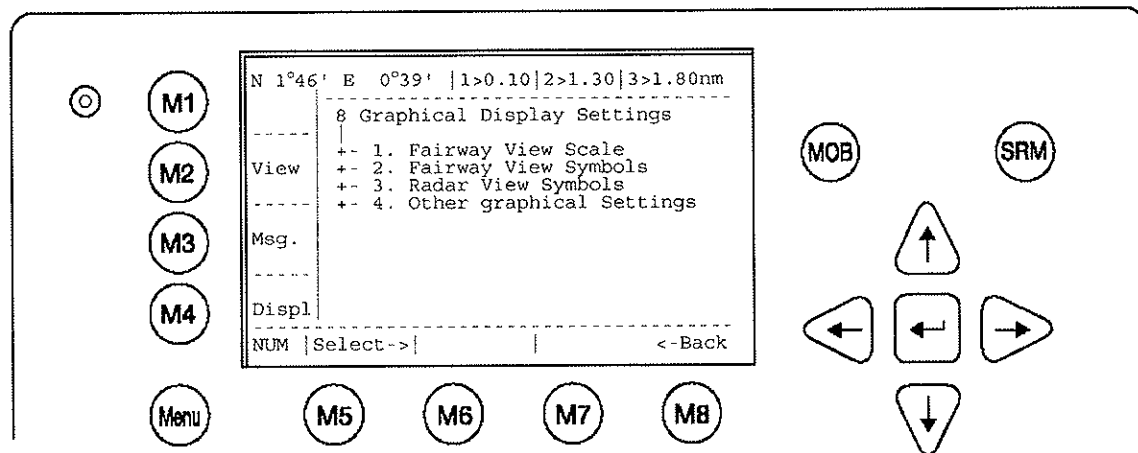 M1
M2
M3
M4
Menu
N 1°46' E 0°39' |1>0.10|2>1.30|3>1.80nm
8 Graphical Display Settings
+- 1. Fairway View Scale
+- 2. Fairway View Symbols
+- 3. Radar View Symbols
+- 4. Other graphical Settings
View
Msg.
Displ
NUM |Select->| | <-Back
M5 M6 M7 M8
MOB SRM